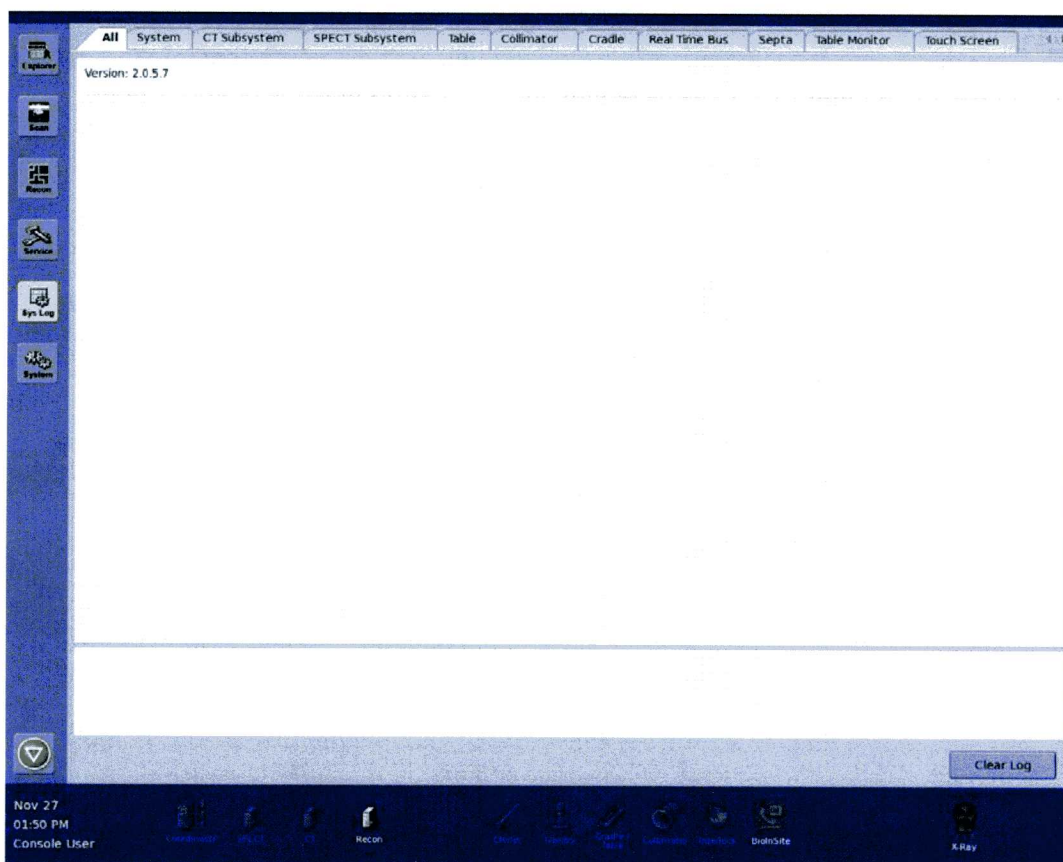 All System CT Subsystem SPECT Subsystem Table Collimator Cradle Real Time Bus Septa Table Monitor Touch Screen
Version: 2.0.5.7
Explorer
Scan
Recon
Service
Sys Log
System
Clear Log
Nov 27
01:50 PM
Console User
Recon
BioInSite
X-Ray